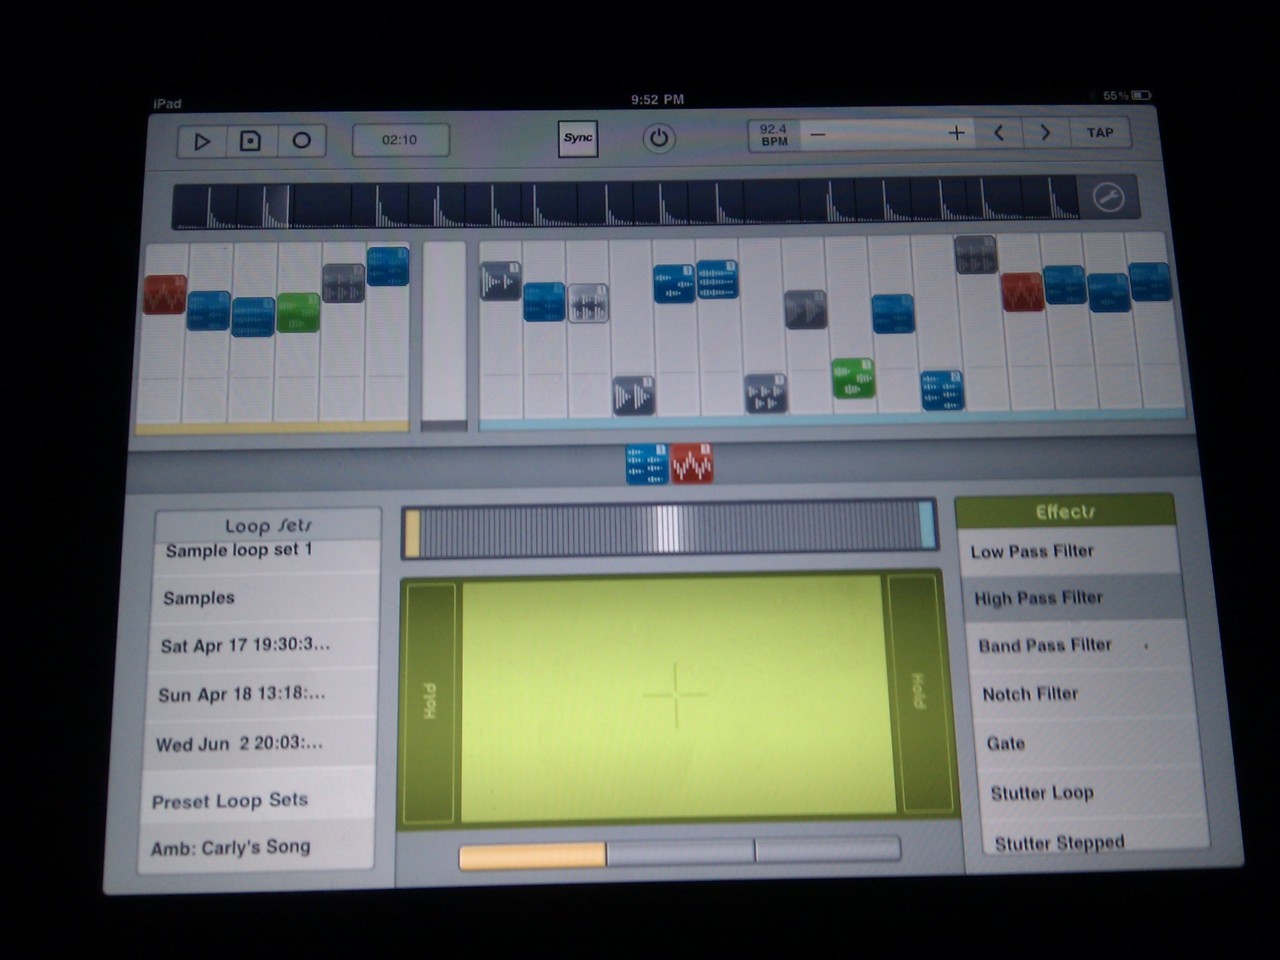 iPad
9:52 PM
55%
02:10
Sync
92.4
BPM
−
+
TAP
Loop Sets
Sample loop set 1
Samples
Sat Apr 17 19:30:3...
Sun Apr 18 13:18:...
Wed Jun 2 20:03:...
Preset Loop Sets
Amb: Carly's Song
Hold
Hold
Effects
Low Pass Filter
High Pass Filter
Band Pass Filter
Notch Filter
Gate
Stutter Loop
Stutter Stepped